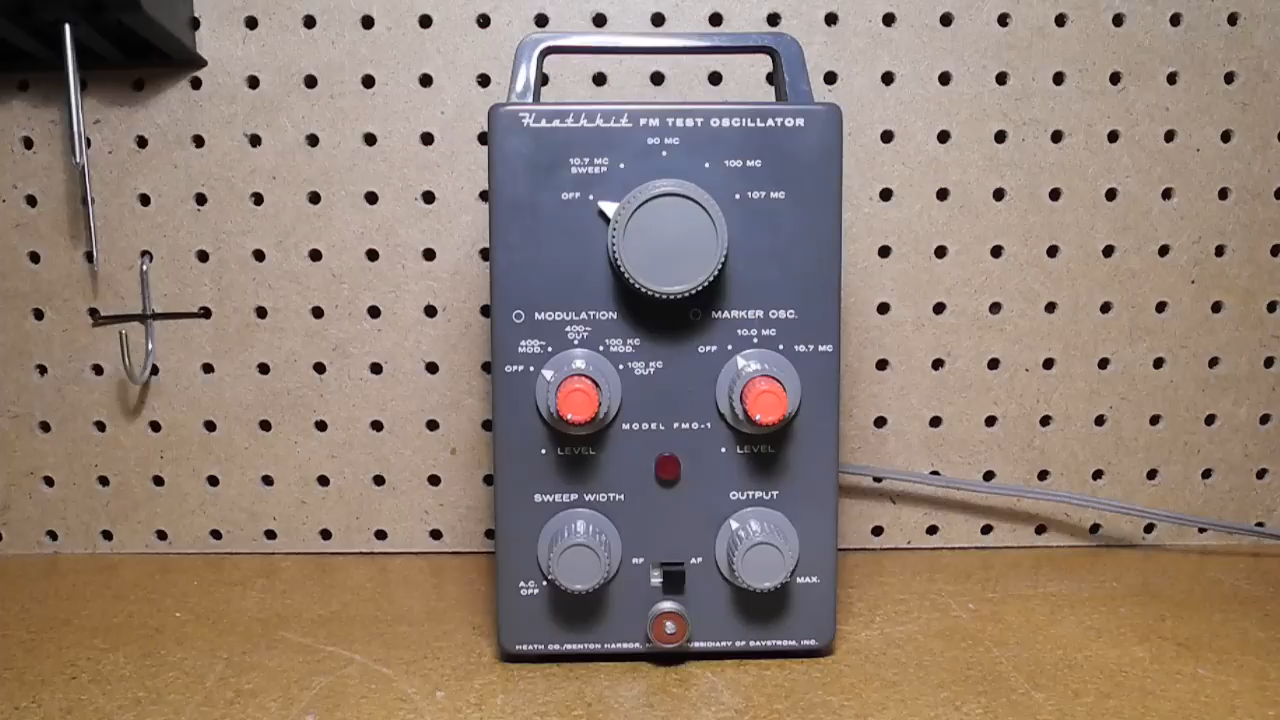 Heathkit FM TEST OSCILLATOR
90 MC
10.7 MC
SWEEP
100 MC
OFF
107 MC
MODULATION
MARKER OSC.
400~
OUT
10.0 MC
400~
MOD.
100 KC
MOD.
OFF
10.7 MC
OFF
100 KC
OUT
MODEL FMO-1
LEVEL
LEVEL
SWEEP WIDTH
OUTPUT
RF
AF
A.C.
OFF
MAX.
HEATH CO./BENTON HARBOR, SUBSIDIARY OF DAYSTROM, INC.